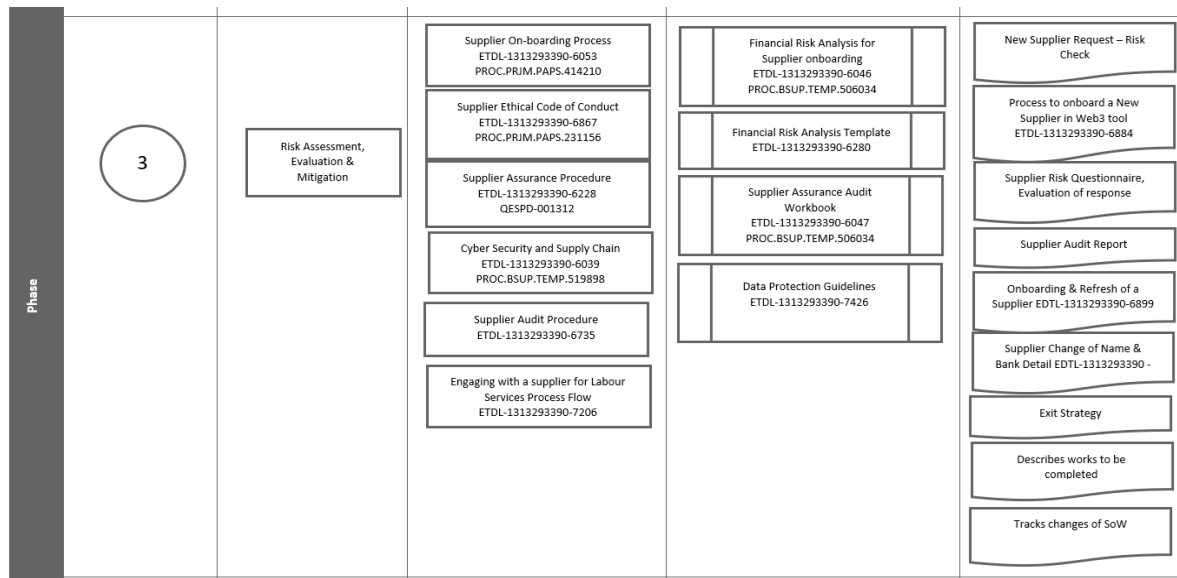 Phase
3
Risk Assessment,
Evaluation &
Mitigation
Supplier On-boarding Process
ETDL-1313293390-6053
PROC.PRJM.PAPS.414210
Supplier Ethical Code of Conduct
ETDL-1313293390-6867
PROC.PRJM.PAPS.231156
Supplier Assurance Procedure
ETDL-1313293390-6228
QESPD-001312
Cyber Security and Supply Chain
ETDL-1313293390-6039
PROC.BSUP.TEMP.519898
Supplier Audit Procedure
ETDL-1313293390-6735
Engaging with a supplier for Labour
Services Process Flow
ETDL-1313293390-7206
Financial Risk Analysis for
Supplier onboarding
ETDL-1313293390-6046
PROC.BSUP.TEMP.506034
Financial Risk Analysis Template
ETDL-1313293390-6280
Supplier Assurance Audit
Workbook
ETDL-1313293390-6047
PROC.BSUP.TEMP.506034
Data Protection Guidelines
ETDL-1313293390-7426
New Supplier Request – Risk
Check
Process to onboard a New
Supplier in Web3 tool
ETDL-1313293390-6884
Supplier Risk Questionnaire,
Evaluation of response
Supplier Audit Report
Onboarding & Refresh of a
Supplier EDTL-1313293390-6899
Supplier Change of Name &
Bank Detail EDTL-1313293390 -
Exit Strategy
Describes works to be
completed
Tracks changes of SoW